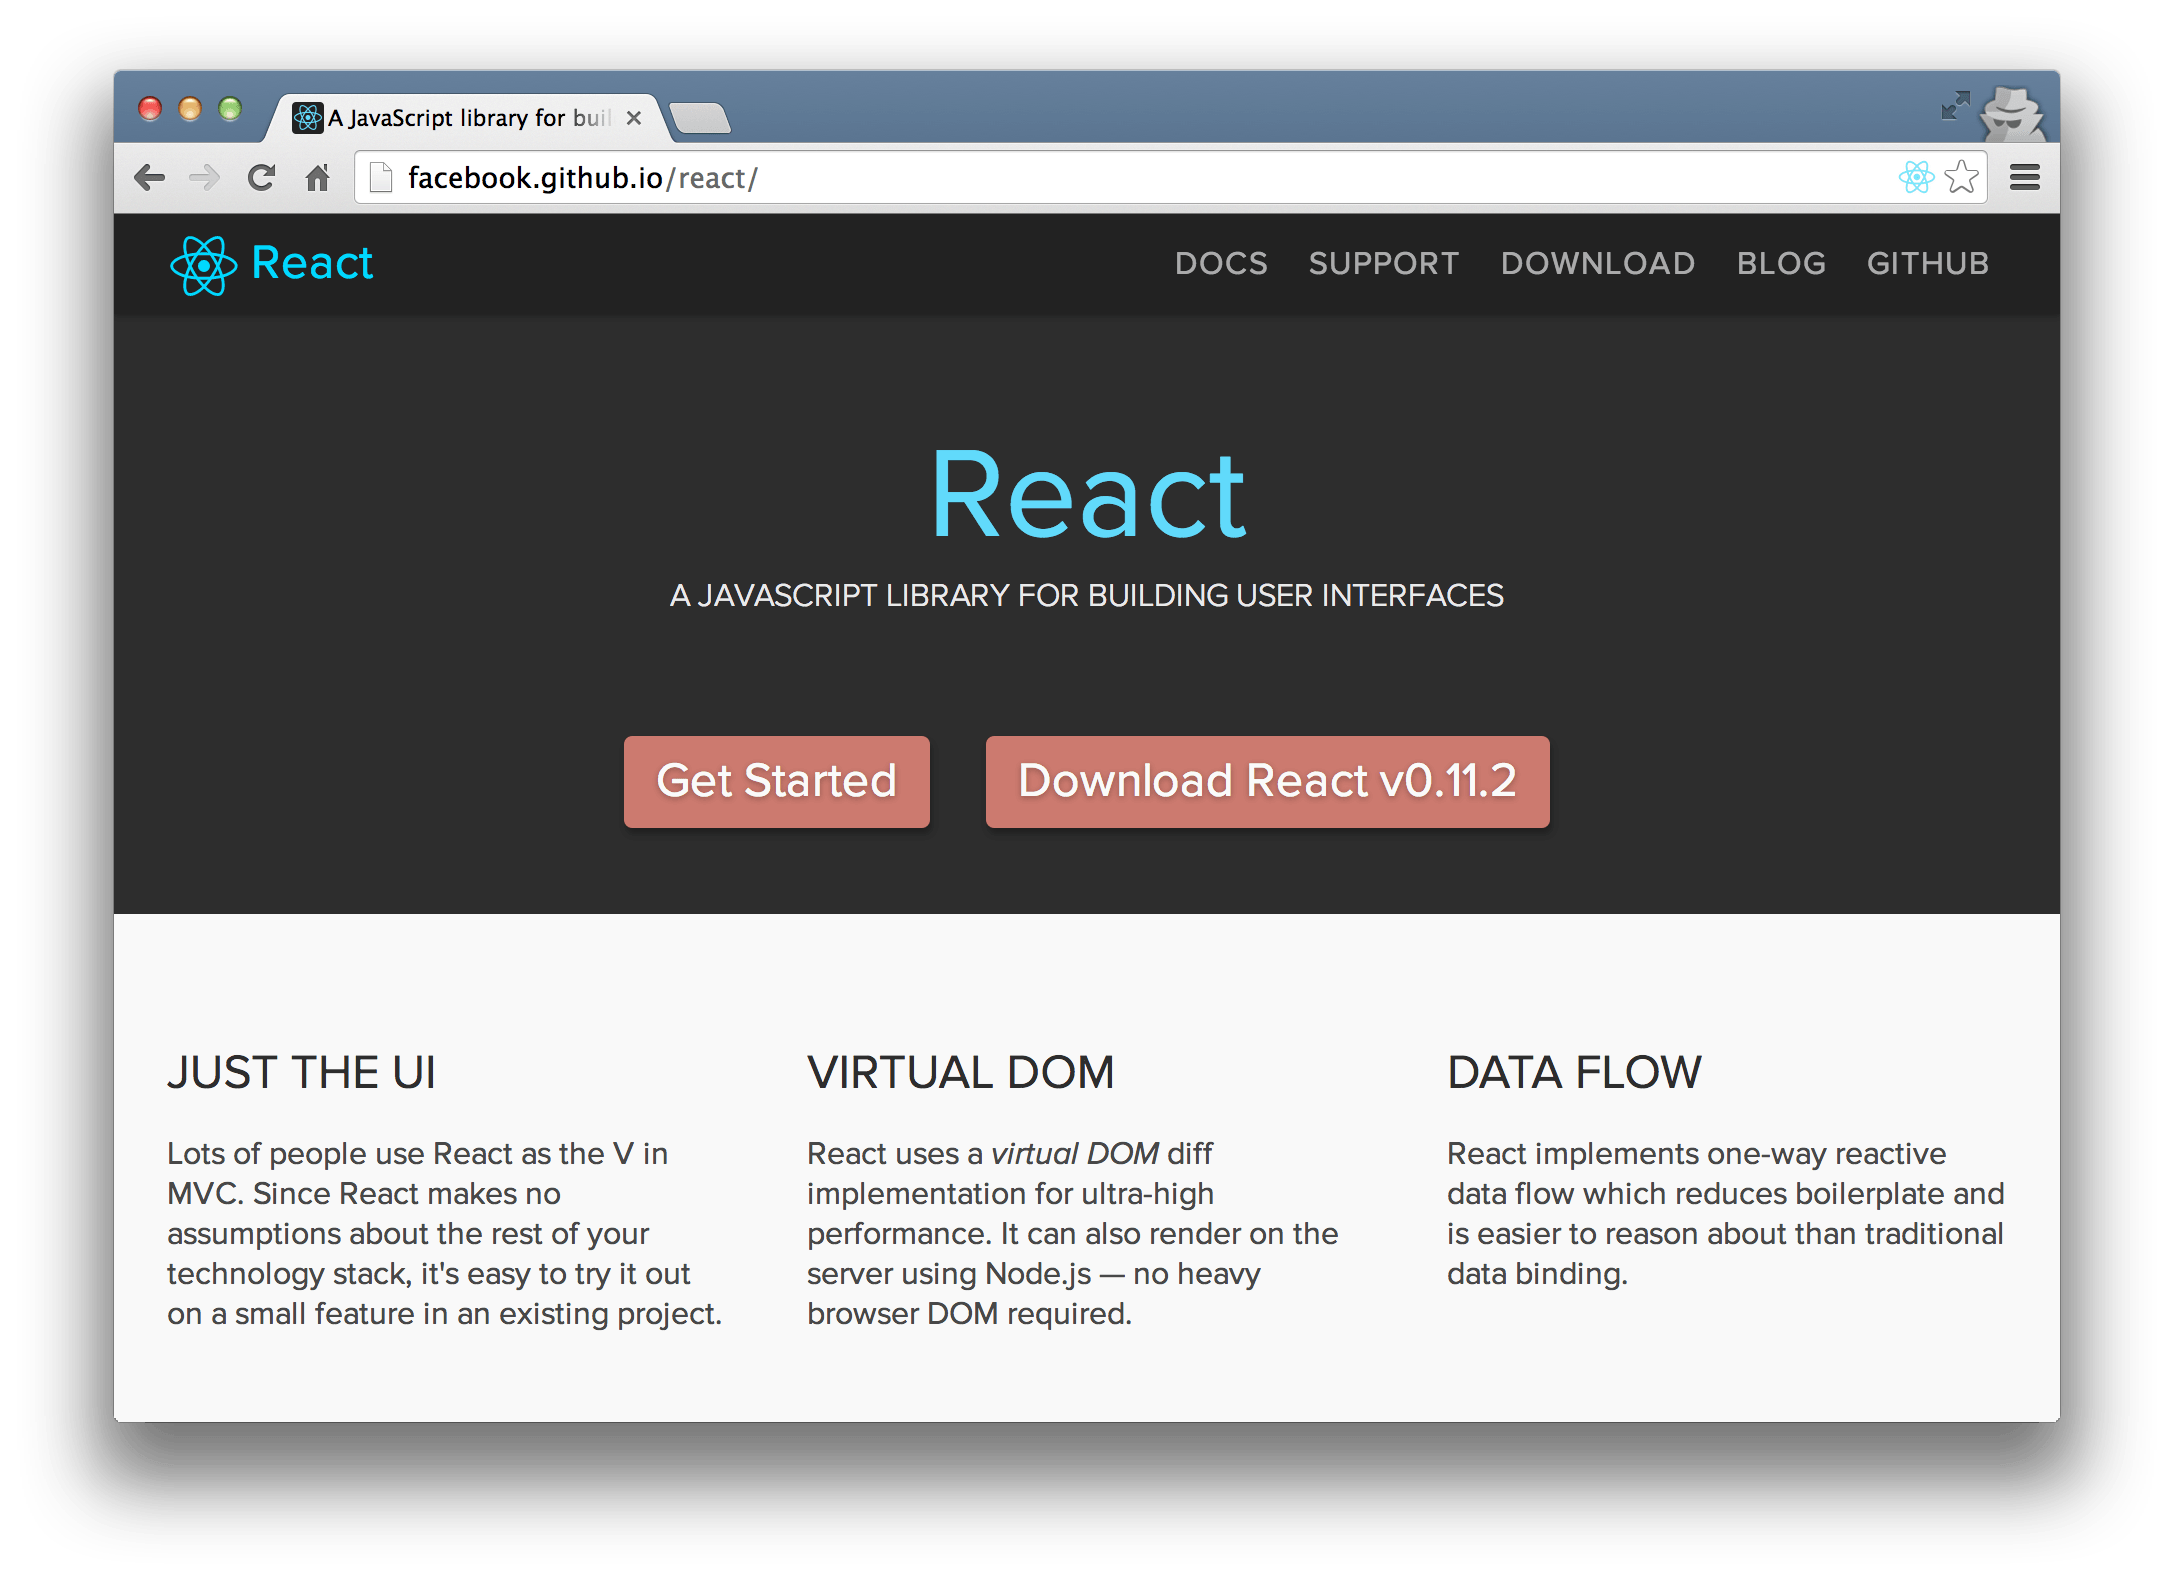 A JavaScript library for buil
facebook.github.io/react/
React
DOCS SUPPORT DOWNLOAD BLOG GITHUB
React
A JAVASCRIPT LIBRARY FOR BUILDING USER INTERFACES
Get Started
Download React v0.11.2
JUST THE UI
Lots of people use React as the V in
MVC. Since React makes no
assumptions about the rest of your
technology stack, it's easy to try it out
on a small feature in an existing project.
VIRTUAL DOM
React uses a virtual DOM diff
implementation for ultra-high
performance. It can also render on the
server using Node.js — no heavy
browser DOM required.
DATA FLOW
React implements one-way reactive
data flow which reduces boilerplate and
is easier to reason about than traditional
data binding.